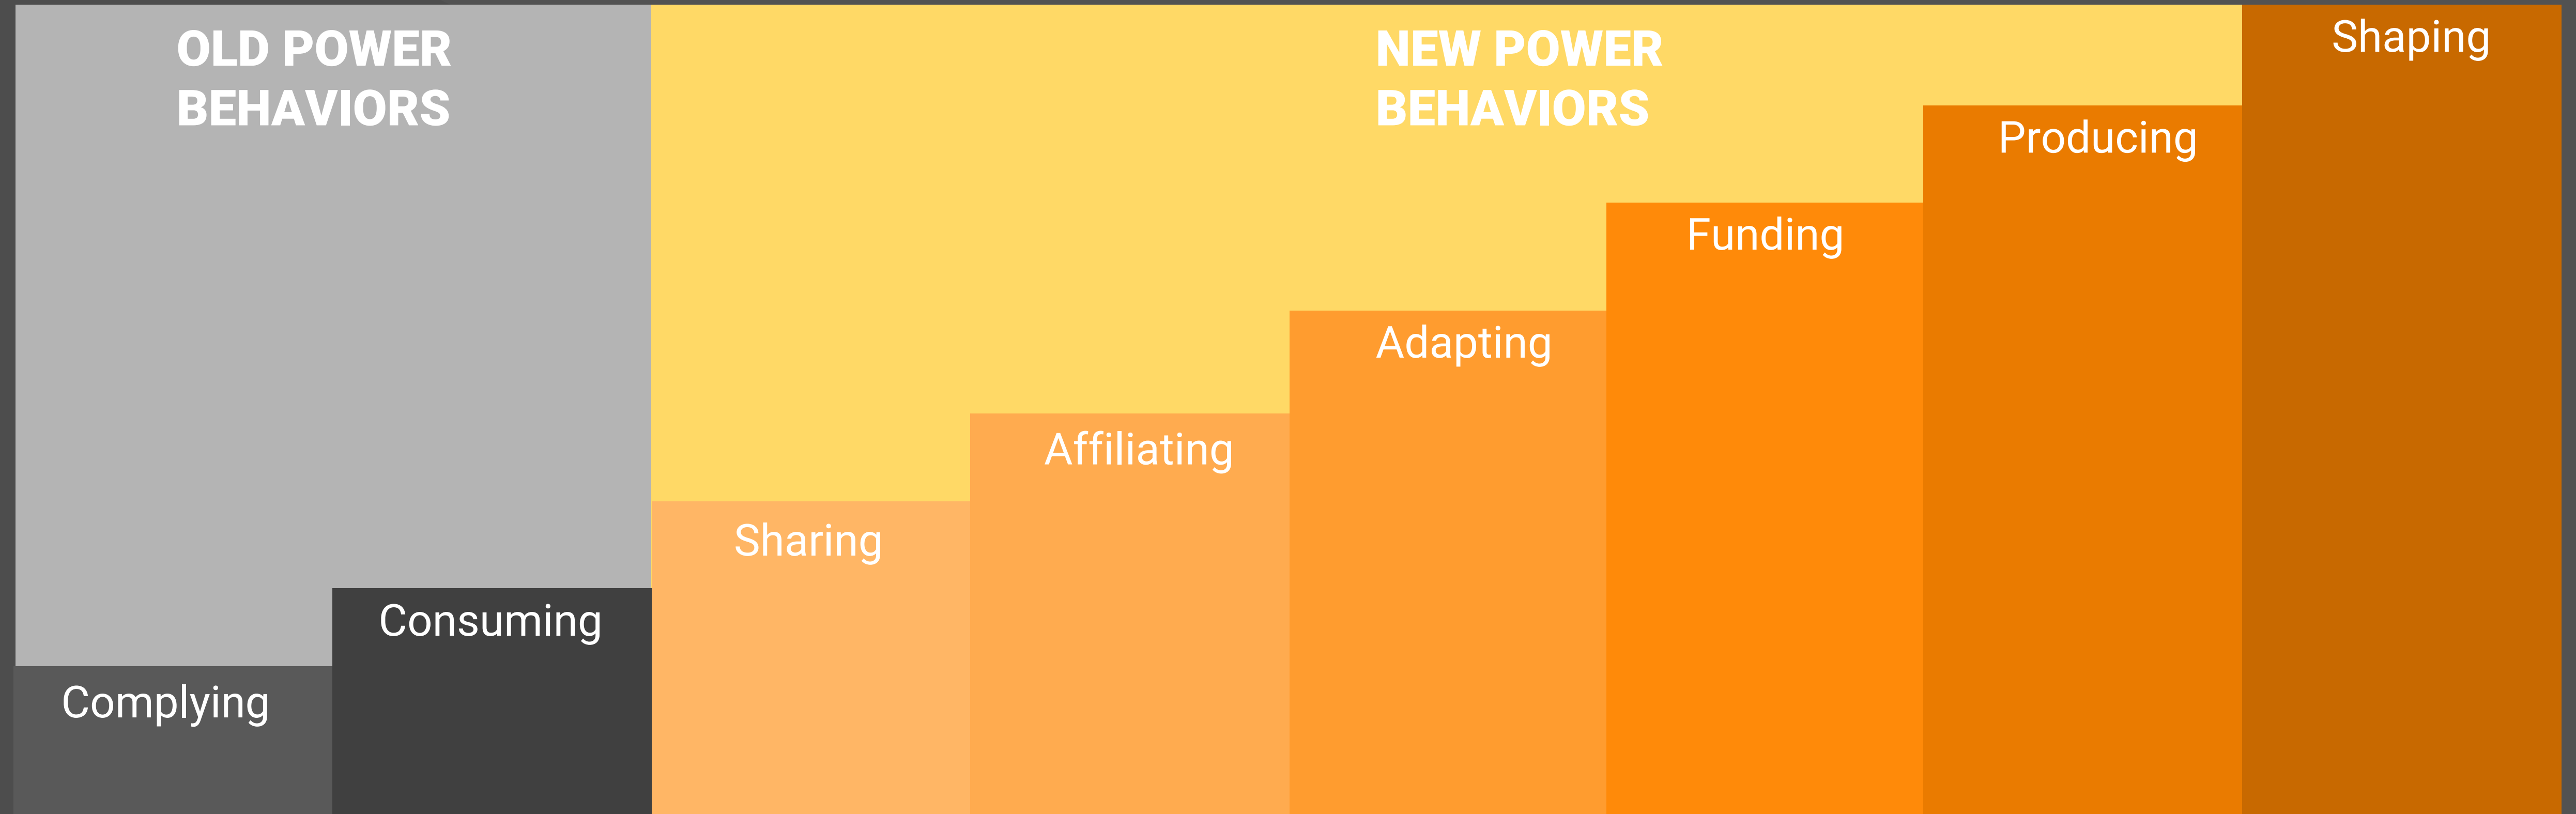 OLD POWER
BEHAVIORS
NEW POWER
BEHAVIORS
Complying
Consuming
Sharing
Affiliating
Adapting
Funding
Producing
Shaping